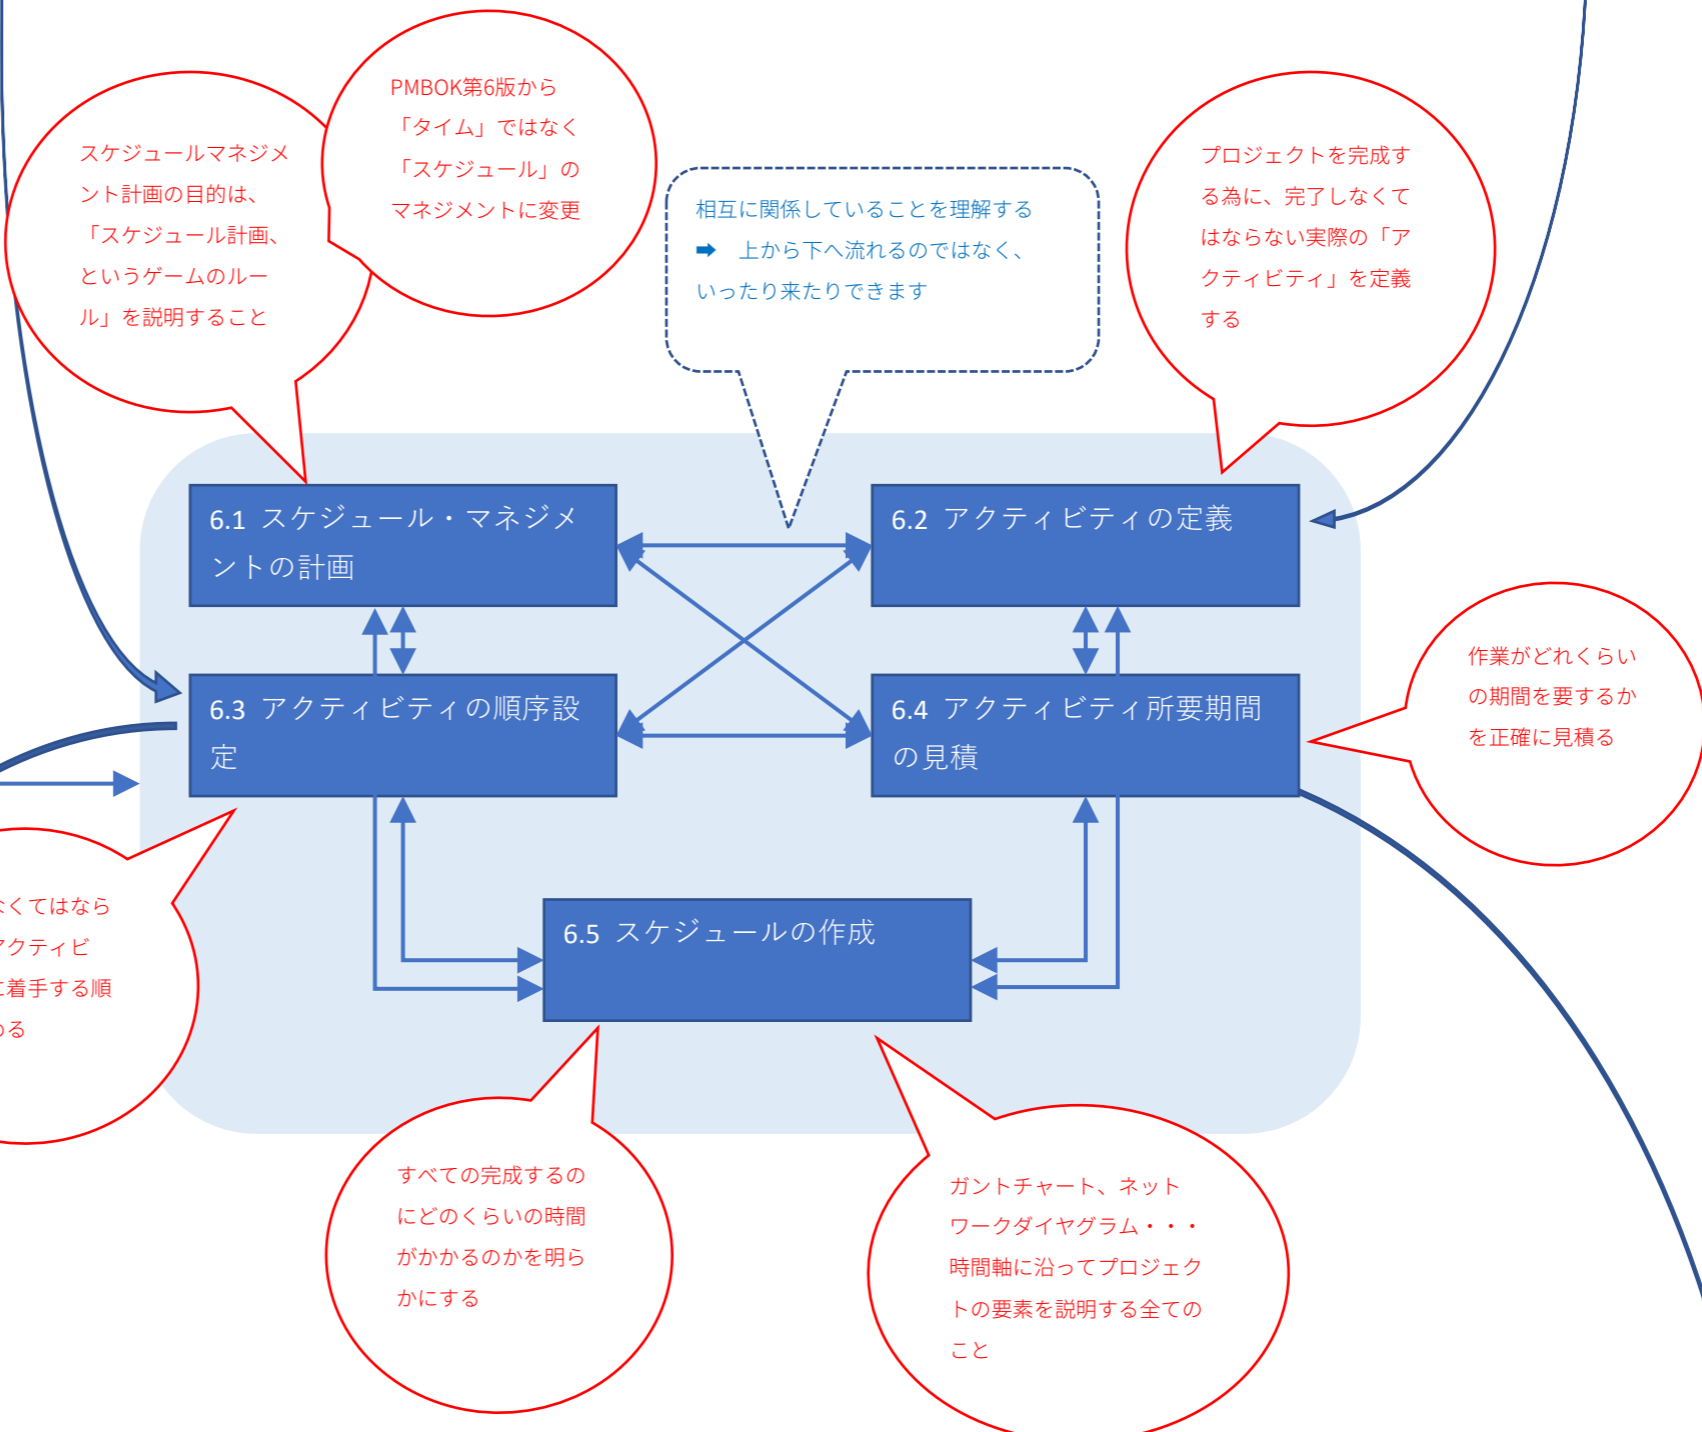 PMBOK第6版から
「タイム」ではなく
「スケジュール」の
マネジメントに変更
スケジュールマネジメ
ント計画の目的は、
「スケジュール計画、
というゲームのルー
ル」を説明すること
相互に関係していることを理解する
➡ 上から下へ流れるのではなく、
いったり来たりできます
プロジェクトを完成す
る為に、完了しなくて
はならない実際の「ア
クティビティ」を定義
する
6.1 スケジュール・マネジメ
ントの計画
6.2 アクティビティの定義
6.3 アクティビティの順序設
定
6.4 アクティビティ所要期間
の見積
作業がどれくらい
の期間を要するか
を正確に見積る
なくてはなら
アクティビ
に着手する順
める
6.5 スケジュールの作成
すべての完成するの
にどのくらいの時間
がかかるのかを明ら
かにする
ガントチャート、ネット
ワークダイヤグラム・・・
時間軸に沿ってプロジェク
トの要素を説明する全ての
こと